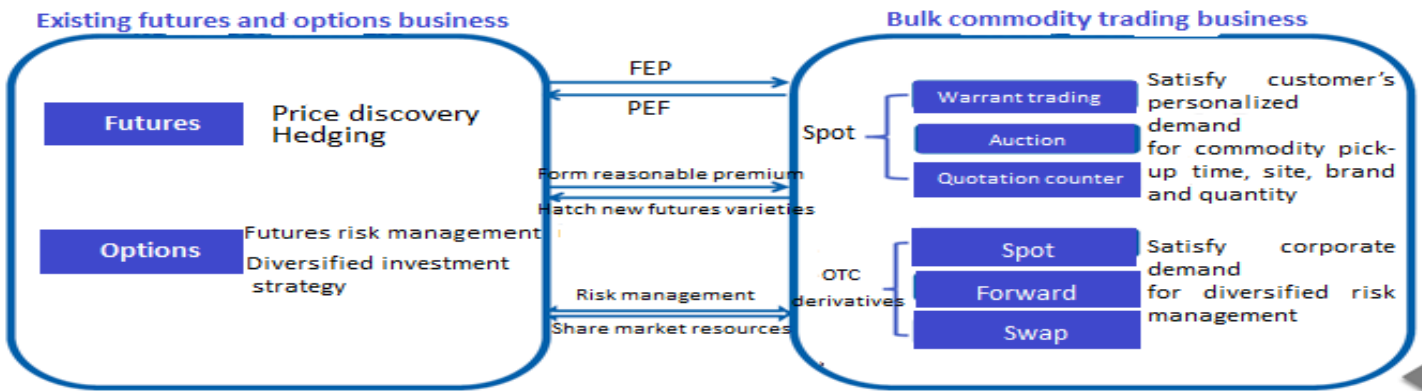 Existing futures and options business
Bulk commodity trading business
Futures
Price discovery
Hedging
Options
Futures risk management
Diversified investment
strategy
FEP
PEF
Form reasonable premium
Hatch new futures varieties
Risk management
Share market resources
Spot
Warrant trading
Auction
Quotation counter
Satisfy customer's
personalized
demand
for commodity pick-
up time, site, brand
and quantity
OTC
derivatives
Spot
Forward
Swap
Satisfy corporate
demand
for diversified risk
management